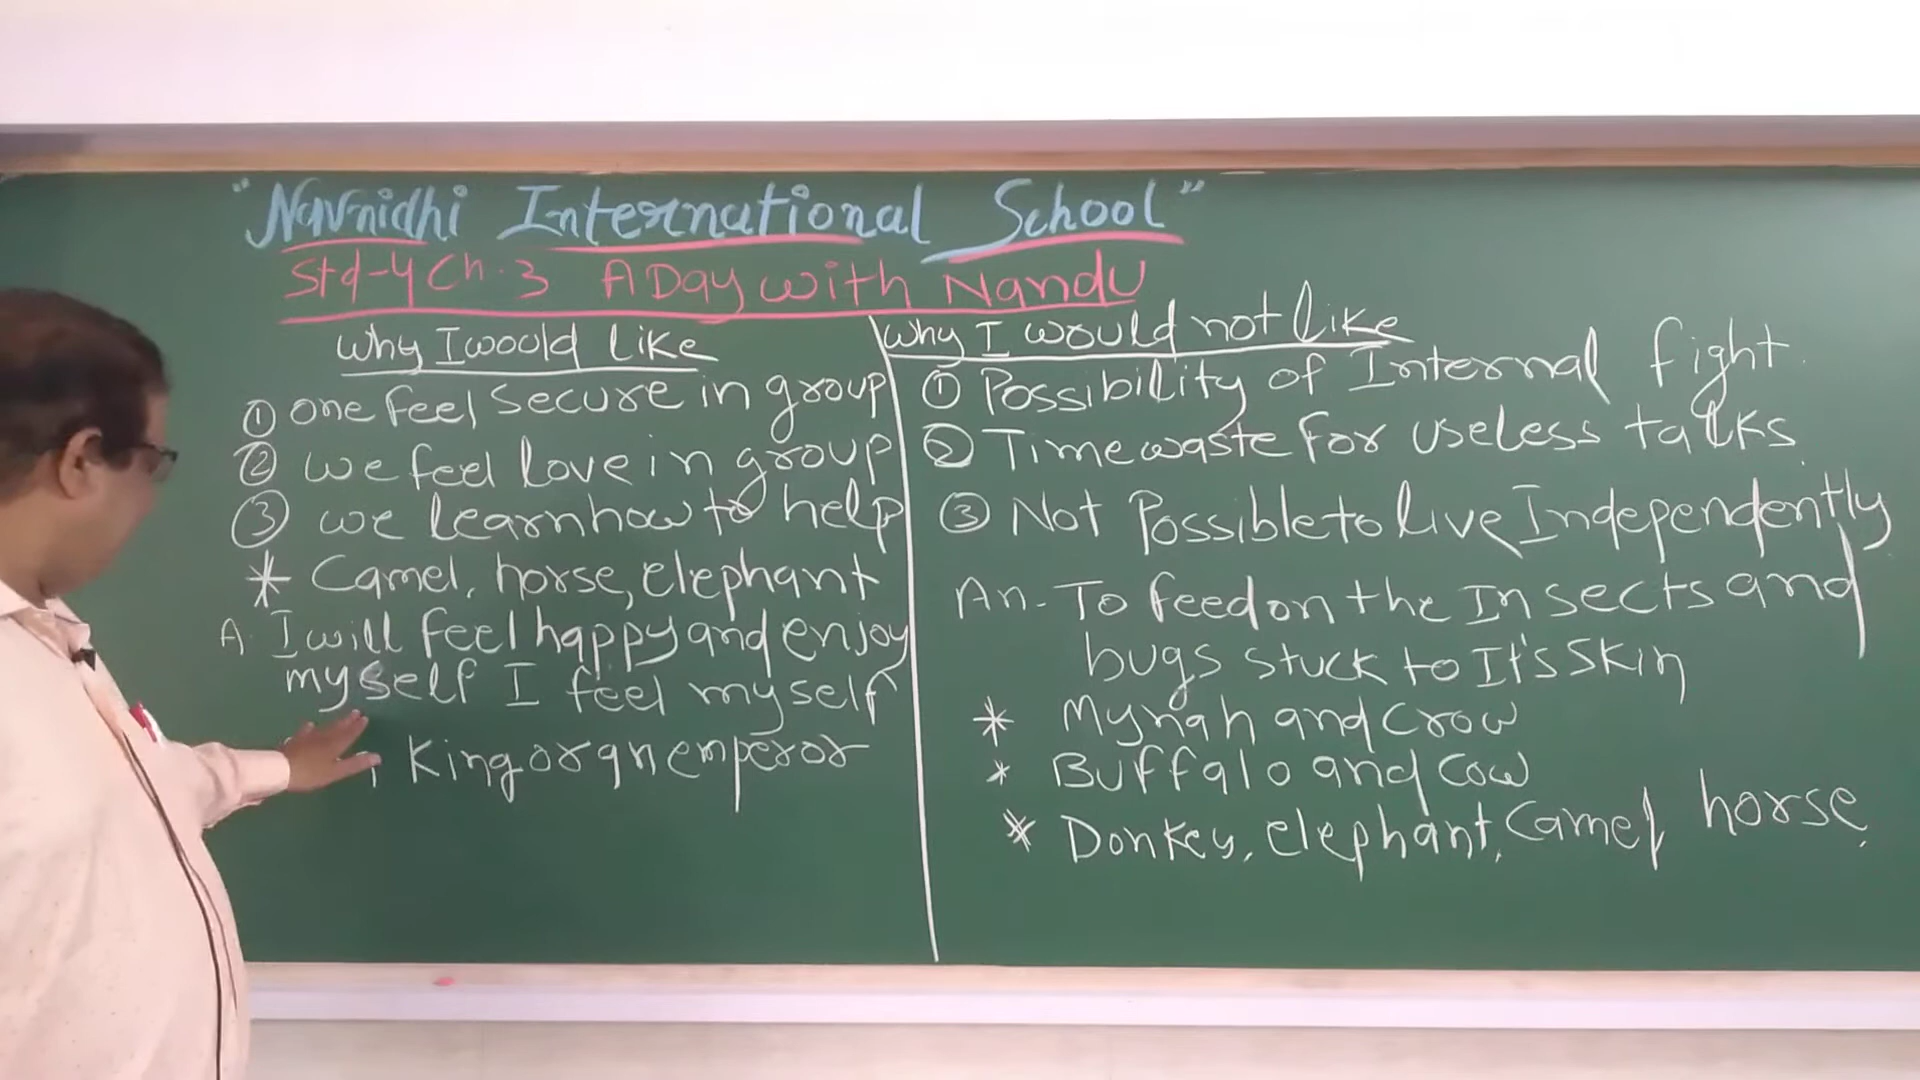 "Navnidhi International School"
Std-4 Ch.3 A Day with Nandu
Why I would like
① One feel secure in group
② we feel love in group
③ we learn how to help
* Camel, horse, elephant
A. I will feel happy and enjoy
myself I feel myself
King or an emperor
Why I would not like
① Possibility of Internal fight.
② Time waste for useless talks.
③ Not Possible to live Independently
An- To feed on the Insects and
bugs stuck to It's skin
* Mynah and crow
* Buffalo and cow
* Donkey, elephant, Camel, horse.